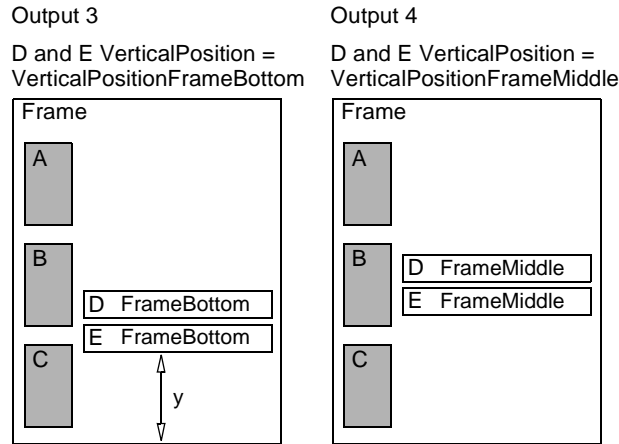 Output 3
D and E VerticalPosition =
VerticalPositionFrameBottom
Frame
A
B
D FrameBottom
E FrameBottom
C
y
Output 4
D and E VerticalPosition =
VerticalPositionFrameMiddle
Frame
A
B
D FrameMiddle
E FrameMiddle
C